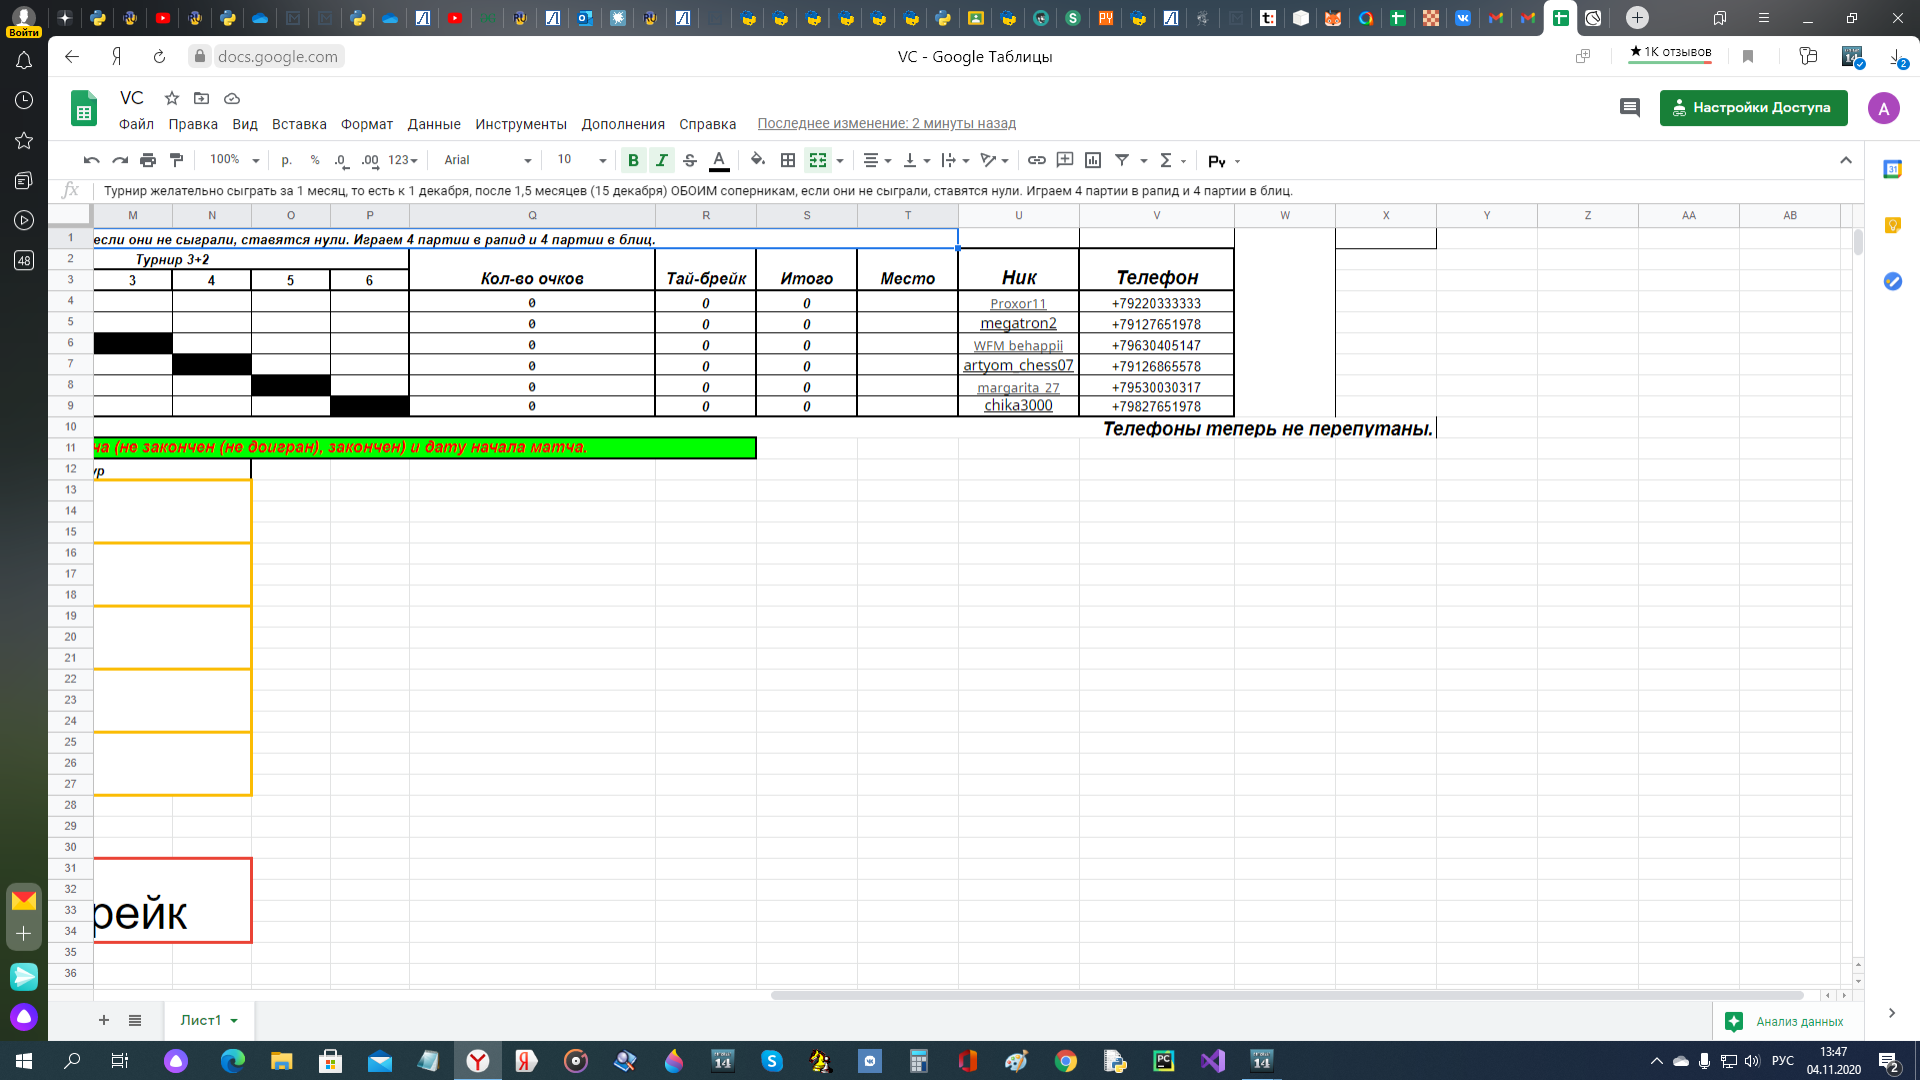 Войти
docs.google.com
VC - Google Таблицы
★1К отзывов
14
2
VC
Файл Правка Вид Вставка Формат Данные Инструменты Дополнения Справка Последнее изменение: 2 минуты назад
Настройки Доступа
A
100% р. % .0 .00 123 Arial 10 B I S A Σ Ру
fx Турнир желательно сыграть за 1 месяц, то есть к 1 декабря, после 1,5 месяцев (15 декабря) ОБОИМ соперникам, если они не сыграли, ставятся нули. Играем 4 партии в рапид и 4 партии в блиц.
31
48
M N O P Q R S T U V W X Y Z AA AB
1 если они не сыграли, ставятся нули. Играем 4 партии в рапид и 4 партии в блиц.
2 Турнир 3+2
Кол-во очков Тай-брейк Итого Место Ник Телефон
3 3 4 5 6
4 0 0 0 Proxor11 +79220333333
5 0 0 0 megatron2 +79127651978
6 0 0 0 WFM behappii +79630405147
7 0 0 0 artyom_chess07 +79126865578
8 0 0 0 margarita_27 +79530030317
9 0 0 0 chika3000 +79827651978
10 Телефоны теперь не перепутаны.
11 ча (не закончен (не доигран), закончен) и дату начала матча.
12 ур
13
14
15
16
17
18
19
20
21
22
23
24
25
26
27
28
29
30
31
32
33 рейк
34
35
36
Лист1
Анализ данных
РУС
13:47
04.11.2020
2